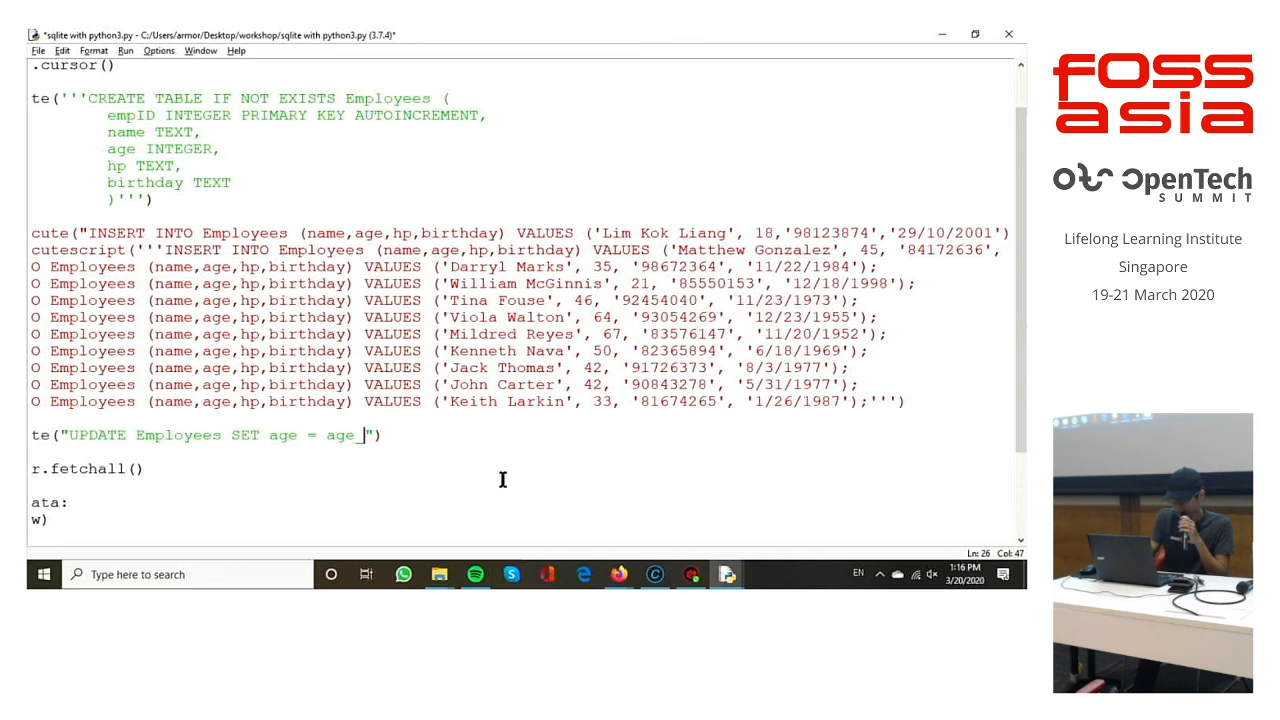 *sqlite with python3.py - C:/Users/armor/Desktop/workshop/sqlite with python3.py (3.7.4)*
File Edit Format Run Options Window Help
.cursor()
te('''CREATE TABLE IF NOT EXISTS Employees (
empID INTEGER PRIMARY KEY AUTOINCREMENT,
name TEXT,
age INTEGER,
hp TEXT,
birthday TEXT
)''')
cute("INSERT INTO Employees (name,age,hp,birthday) VALUES ('Lim Kok Liang', 18,'98123874','29/10/2001')
cutescript('''INSERT INTO Employees (name,age,hp,birthday) VALUES ('Matthew Gonzalez', 45, '84172636',
O Employees (name,age,hp,birthday) VALUES ('Darryl Marks', 35, '98672364', '11/22/1984');
O Employees (name,age,hp,birthday) VALUES ('William McGinnis', 21, '85550153', '12/18/1998');
O Employees (name,age,hp,birthday) VALUES ('Tina Fouse', 46, '92454040', '11/23/1973');
O Employees (name,age,hp,birthday) VALUES ('Viola Walton', 64, '93054269', '12/23/1955');
O Employees (name,age,hp,birthday) VALUES ('Mildred Reyes', 67, '83576147', '11/20/1952');
O Employees (name,age,hp,birthday) VALUES ('Kenneth Nava', 50, '82365894', '6/18/1969');
O Employees (name,age,hp,birthday) VALUES ('Jack Thomas', 42, '91726373', '8/3/1977');
O Employees (name,age,hp,birthday) VALUES ('John Carter', 42, '90843278', '5/31/1977');
O Employees (name,age,hp,birthday) VALUES ('Keith Larkin', 33, '81674265', '1/26/1987');''')
te("UPDATE Employees SET age = age_")
r.fetchall()
ata:
w)
Ln: 26 Col: 47
Type here to search
EN
1:16 PM
3/20/2020
FOSS
asia
OpenTech
SUMMIT
Lifelong Learning Institute
Singapore
19-21 March 2020